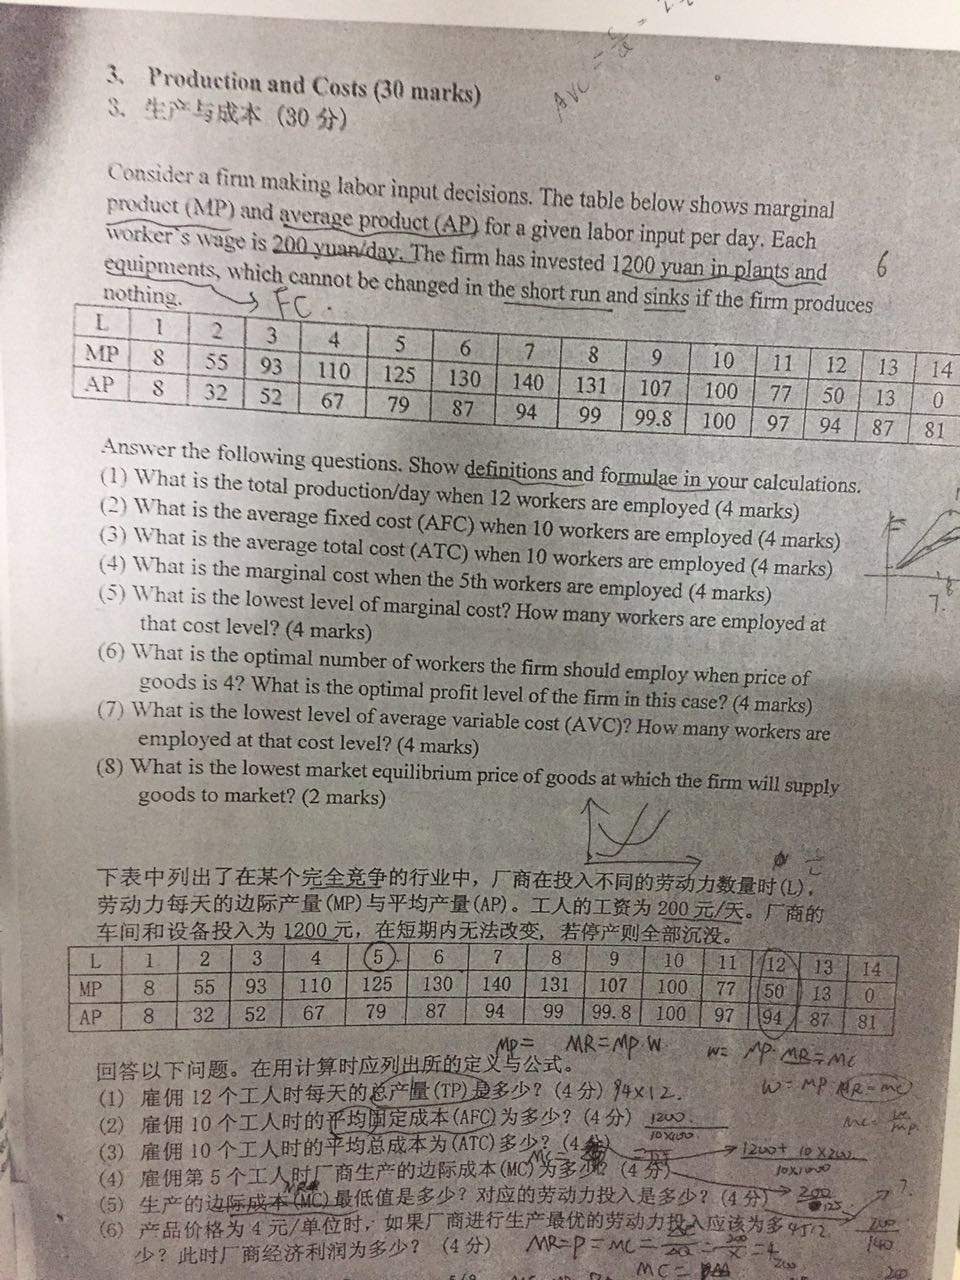 3. Production and Costs (30 marks)
3. 生产与成本（30 分）
Consider a firm making labor input decisions. The table below shows marginal
product (MP) and average product (AP) for a given labor input per day. Each
worker's wage is 200 yuan/day. The firm has invested 1200 yuan in plants and
6
equipments, which cannot be changed in the short run and sinks if the firm produces
nothing.
FC.
L 1 2 3 4 5 6 7 8 9 10 11 12 13 14
MP 8 55 93 110 125 130 140 131 107 100 77 50 13 0
AP 8 32 52 67 79 87 94 99 99.8 100 97 94 87 81
Answer the following questions. Show definitions and formulae in your calculations.
(1) What is the total production/day when 12 workers are employed (4 marks)
(2) What is the average fixed cost (AFC) when 10 workers are employed (4 marks)
(3) What is the average total cost (ATC) when 10 workers are employed (4 marks)
(4) What is the marginal cost when the 5th workers are employed (4 marks)
(5) What is the lowest level of marginal cost? How many workers are employed at
that cost level? (4 marks)
(6) What is the optimal number of workers the firm should employ when price of
goods is 4? What is the optimal profit level of the firm in this case? (4 marks)
(7) What is the lowest level of average variable cost (AVC)? How many workers are
employed at that cost level? (4 marks)
(8) What is the lowest market equilibrium price of goods at which the firm will supply
goods to market? (2 marks)
下表中列出了在某个完全竞争的行业中，厂商在投入不同的劳动力数量时(L)，
劳动力每天的边际产量(MP)与平均产量(AP)。工人的工资为 200 元/天。厂商的
车间和设备投入为 1200 元，在短期内无法改变，若停产则全部沉没。
L 1 2 3 4 5 6 7 8 9 10 11 12 13 14
MP 8 55 93 110 125 130 140 131 107 100 77 50 13 0
AP 8 32 52 67 79 87 94 99 99.8 100 97 94 87 81
MP= MR=MP·W W= MP·MR=MC
回答以下问题。在用计算时应列出所的定义与公式。
W=MP MR=MC
(1) 雇佣 12 个工人时每天的总产量(TP)是多少？(4 分) 94×12.
(2) 雇佣 10 个工人时的平均固定成本(AFC)为多少？(4 分) 1200
10×100.
(3) 雇佣 10 个工人时的平均总成本为(ATC)多少？(4 分) 1200+10×200
(4) 雇佣第 5 个工人时厂商生产的边际成本(MC)为多少？(4 分)
(5) 生产的边际成本(MC)最低值是多少？对应的劳动力投入是多少？(4 分) 200
125
(6) 产品价格为 4 元/单位时，如果厂商进行生产最优的劳动力投入应该为多
200
140
少？此时厂商经济利润为多少？ (4 分) MR=P=MC= =200/x=4
MC=